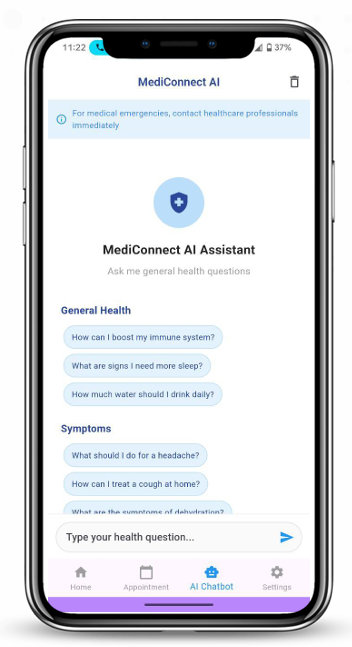 11:22
37%
MediConnect AI
For medical emergencies, contact healthcare professionals
immediately
MediConnect AI Assistant
Ask me general health questions
General Health
How can I boost my immune system?
What are signs I need more sleep?
How much water should I drink daily?
Symptoms
What should I do for a headache?
How can I treat a cough at home?
What are the symptoms of dehydration?
Type your health question...
Home
Appointment
AI Chatbot
Settings